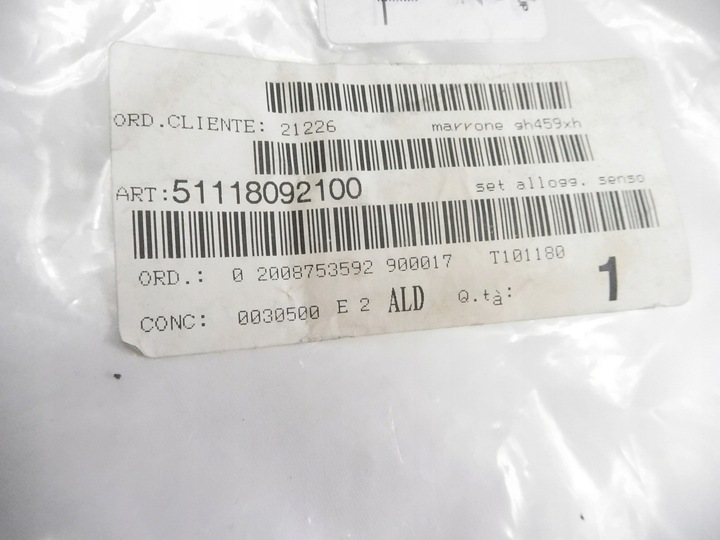 ORD.CLIENTE: 21226 marrone gh459xh
ART:51118092100 set allogg. senso
ORD.: 0 2008753592 900017 T101180
CONC: 0030500 E 2 ALD Q.tà: 1